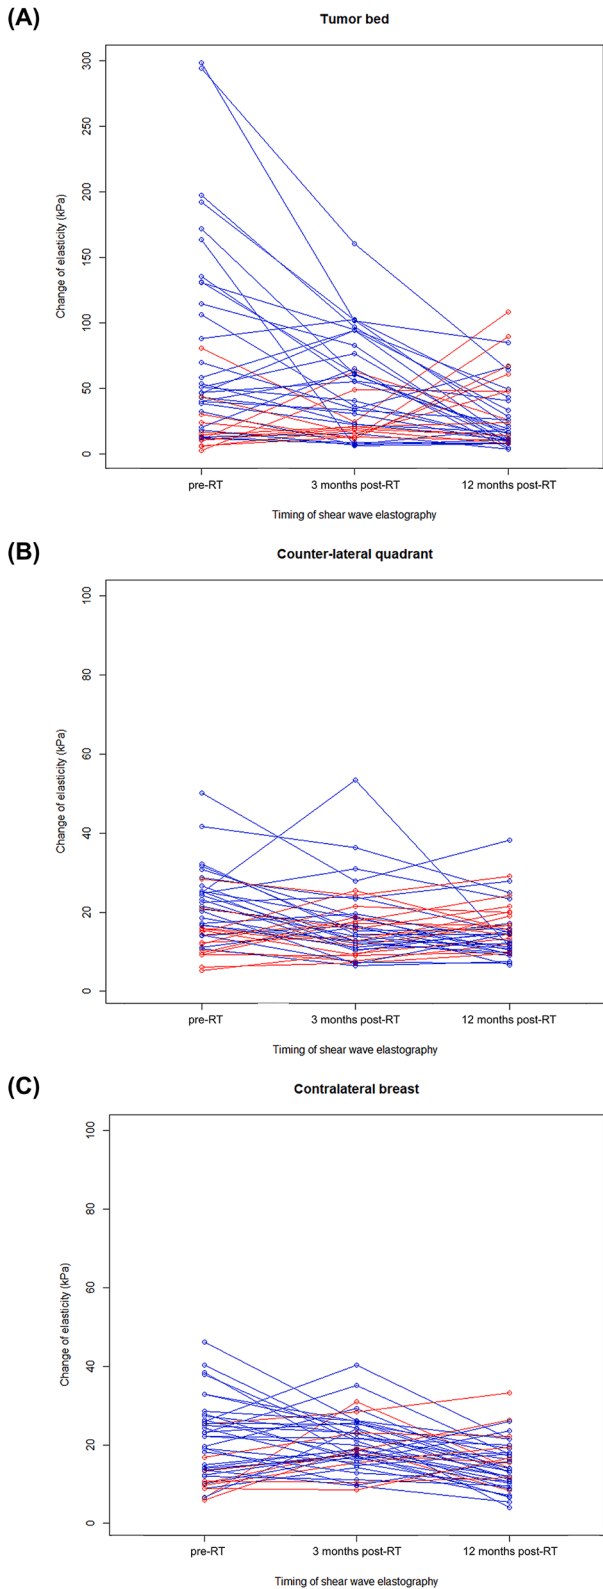 (A)
Tumor bed
300
250
200
150
100
50
0
Change of elasticity (kPa)
pre-RT 3 months post-RT 12 months post-RT
Timing of shear wave elastography
(B)
Counter-lateral quadrant
100
80
60
40
20
0
Change of elasticity (kPa)
pre-RT 3 months post-RT 12 months post-RT
Timing of shear wave elastography
(C)
Contralateral breast
100
80
60
40
20
0
Change of elasticity (kPa)
pre-RT 3 months post-RT 12 months post-RT
Timing of shear wave elastography